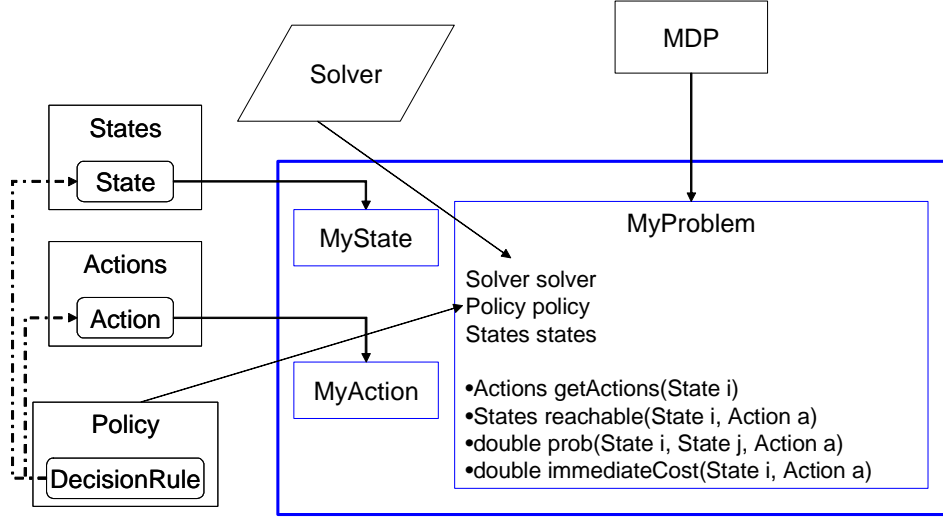 MDP
Solver
States
State
MyState
Actions
Action
MyAction
Policy
DecisionRule
MyProblem
Solver solver
Policy policy
States states
•Actions getActions(State i)
•States reachable(State i, Action a)
•double prob(State i, State j, Action a)
•double immediateCost(State i, Action a)